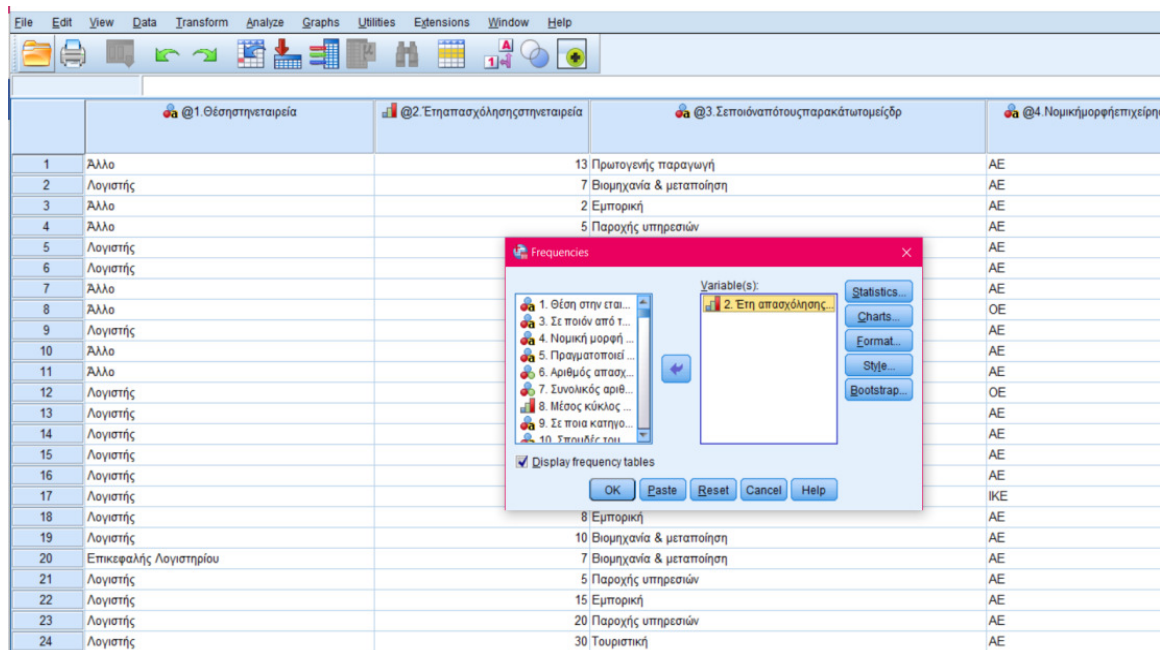 File Edit View Data Transform Analyze Graphs Utilities Extensions Window Help
@1.Θέσηστηνεταιρεία @2.Έτηαπασχόλησηςστηνεταιρεία @3.Σεποιόναπότουςπαρακάτωτομείςδρ @4.Νομικήμορφήεπιχείρη
1 Άλλο 13 Πρωτογενής παραγωγή ΑΕ
2 Λογιστής 7 Βιομηχανία & μεταποίηση ΑΕ
3 Άλλο 2 Εμπορική ΑΕ
4 Άλλο 5 Παροχής υπηρεσιών ΑΕ
5 Λογιστής ΑΕ
6 Λογιστής ΑΕ
7 Άλλο ΑΕ
8 Άλλο ΟΕ
9 Λογιστής ΑΕ
10 Άλλο ΑΕ
11 Άλλο ΑΕ
12 Λογιστής ΟΕ
13 Λογιστής ΑΕ
14 Λογιστής ΑΕ
15 Λογιστής ΑΕ
16 Λογιστής ΑΕ
17 Λογιστής ΙΚΕ
18 Λογιστής 8 Εμπορική ΑΕ
19 Λογιστής 10 Βιομηχανία & μεταποίηση ΑΕ
20 Επικεφαλής Λογιστηρίου 7 Βιομηχανία & μεταποίηση ΑΕ
21 Λογιστής 5 Παροχής υπηρεσιών ΑΕ
22 Λογιστής 15 Εμπορική ΑΕ
23 Λογιστής 20 Παροχής υπηρεσιών ΑΕ
24 Λογιστής 30 Τουριστική ΑΕ
Frequencies
Variable(s):
1. Θέση στην εται...
3. Σε ποιόν από τ...
4. Νομική μορφή ...
5. Πραγματοποιεί ...
6. Αριθμός απασχ...
7. Συνολικός αριθ...
8. Μέσος κύκλος ...
9. Σε ποια κατηγο...
10. Σπουδές του
2. Έτη απασχόλησης...
Statistics...
Charts...
Format...
Style...
Bootstrap...
Display frequency tables
OK Paste Reset Cancel Help